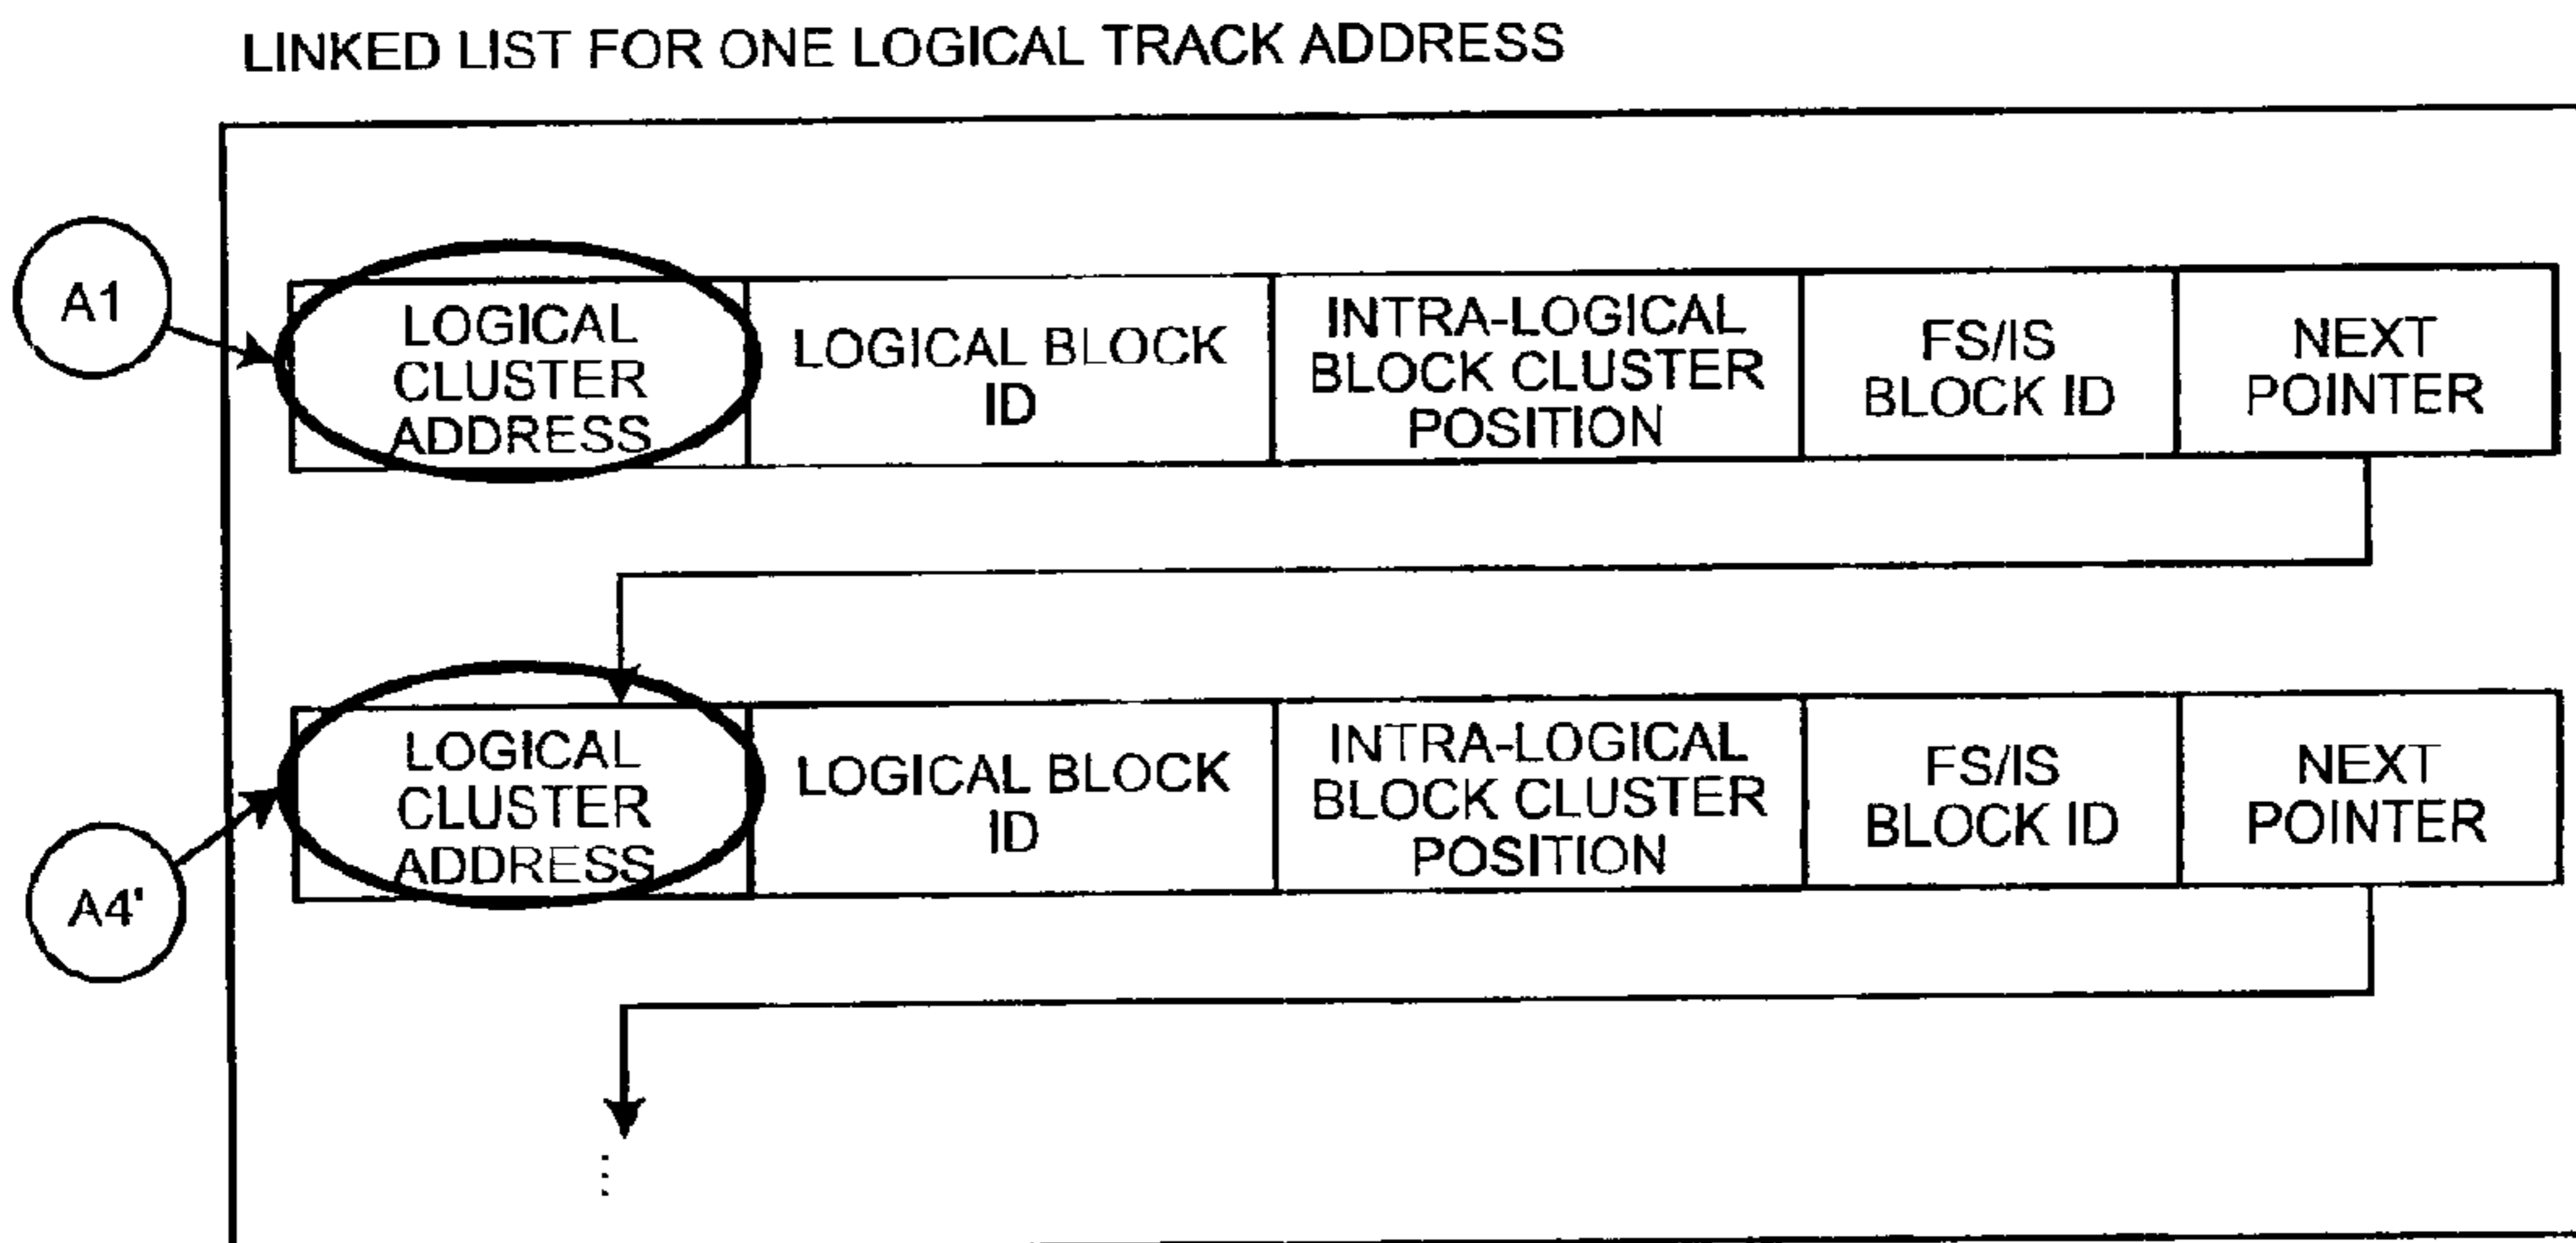 LINKED LIST FOR ONE LOGICAL TRACK ADDRESS
A1
LOGICAL
CLUSTER
ADDRESS
LOGICAL BLOCK
ID
INTRA-LOGICAL
BLOCK CLUSTER
POSITION
FS/IS
BLOCK ID
NEXT
POINTER
A4'
LOGICAL
CLUSTER
ADDRESS
LOGICAL BLOCK
ID
INTRA-LOGICAL
BLOCK CLUSTER
POSITION
FS/IS
BLOCK ID
NEXT
POINTER
...